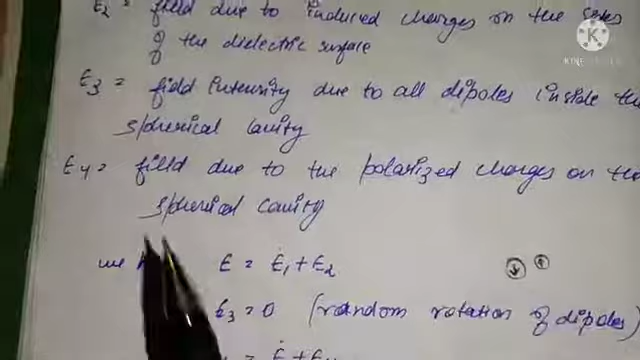 E2 = field due to induced charges on the sides
of the dielectric surface
E3 = field intensity due to all dipoles inside the
spherical cavity
E4 = field due to the polarized charges on the
spherical cavity
we E = E1 + E2
E3 = 0 (random rotation of dipoles)
K